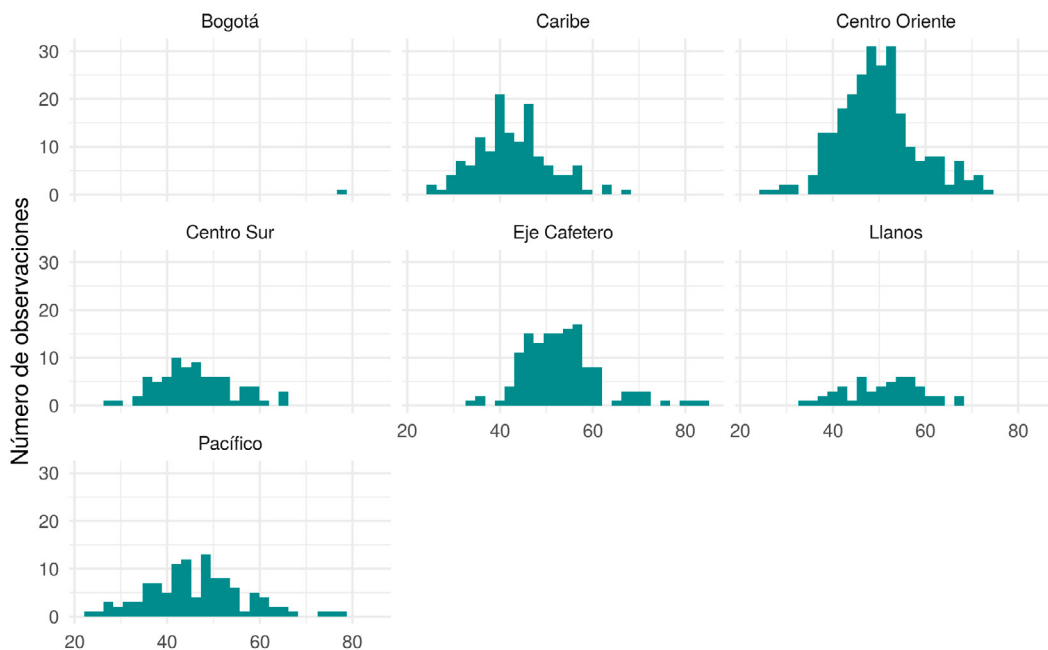 Bogotá
Caribe
Centro Oriente
30
20
10
0
Centro Sur
Eje Cafetero
Llanos
30
20
10
0
20 40 60 80
20 40 60 80
Pacífico
30
20
10
0
20 40 60 80
Número de observaciones